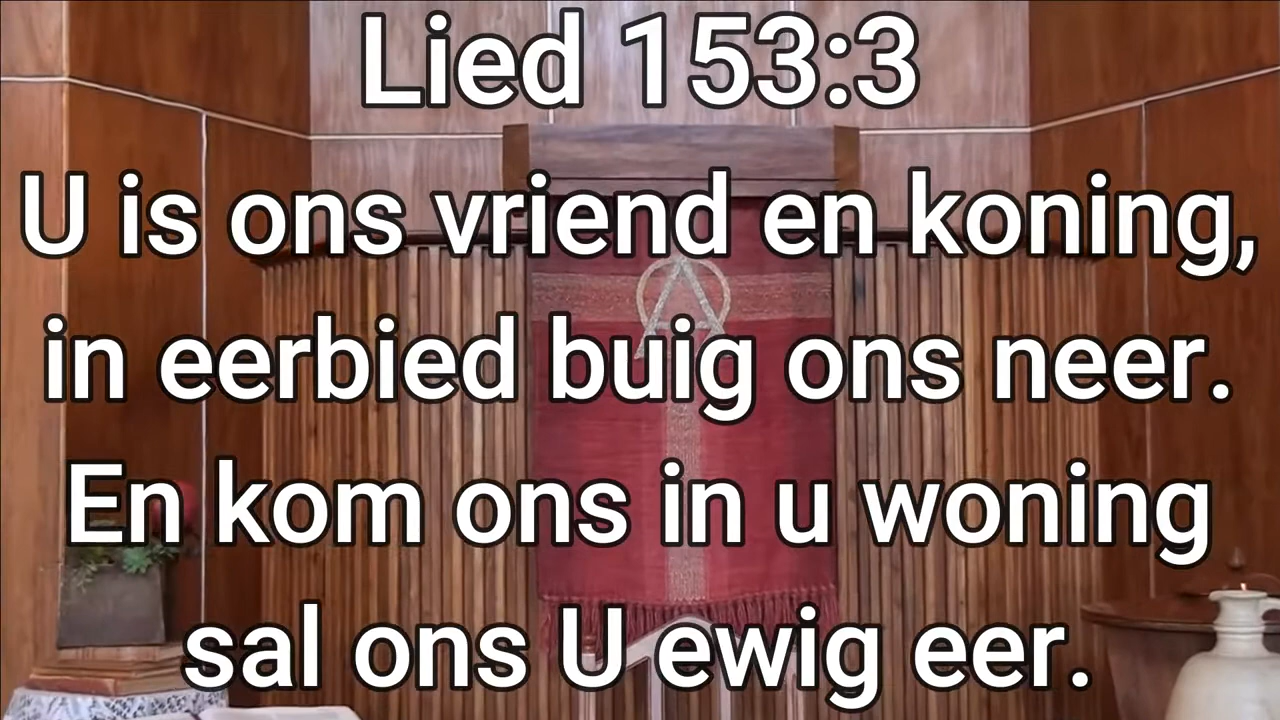 Lied 153:3
U is ons vriend en koning,
in eerbied buig ons neer.
En kom ons in u woning
sal ons U ewig eer.